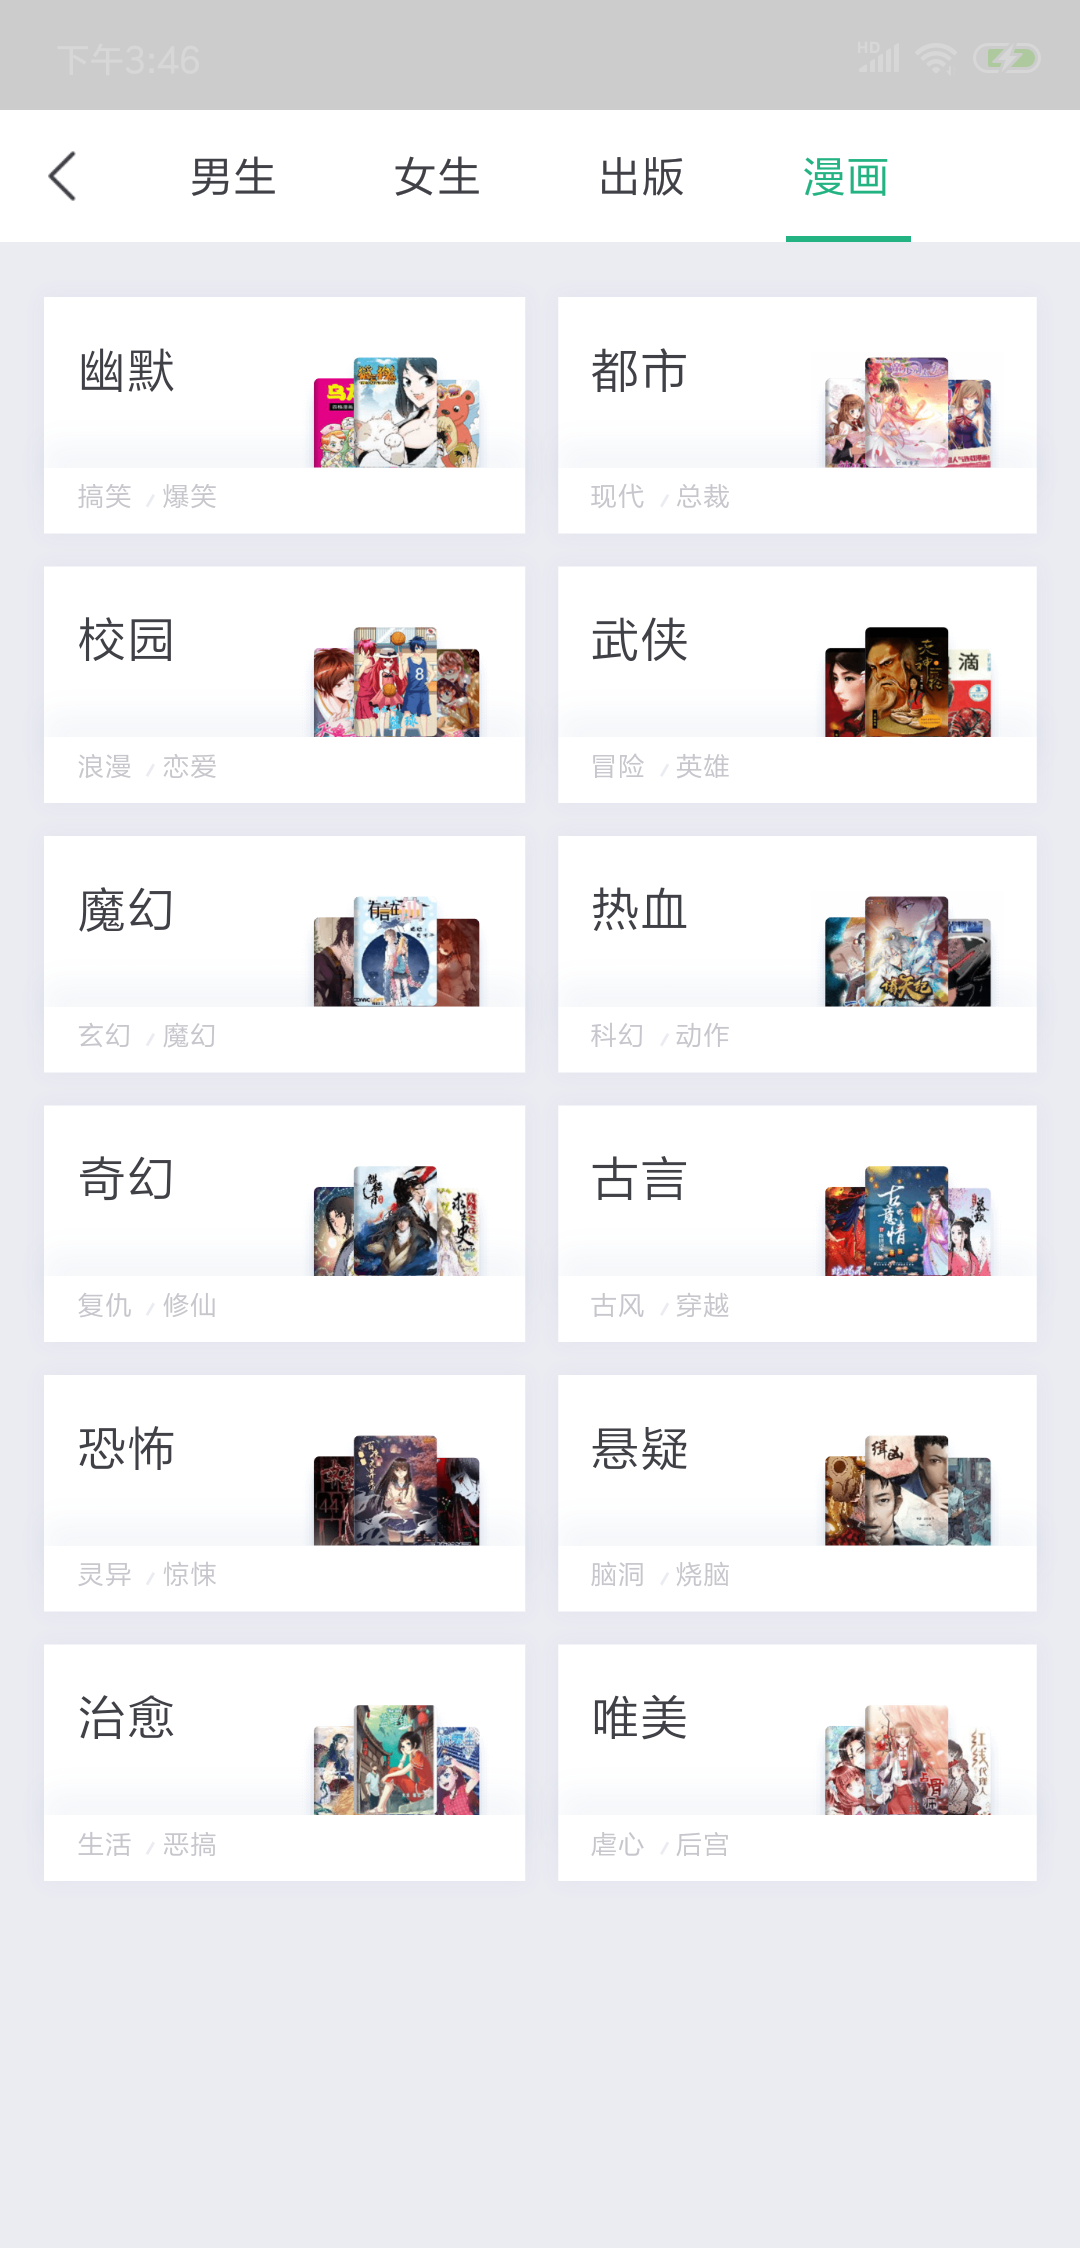 下午3:46
HD
男生 女生 出版 漫画
幽默 都市
搞笑 / 爆笑 现代 / 总裁
校园 武侠
浪漫 / 恋爱 冒险 / 英雄
魔幻 热血
玄幻 / 魔幻 科幻 / 动作
奇幻 古言
复仇 / 修仙 古风 / 穿越
恐怖 悬疑
灵异 / 惊悚 脑洞 / 烧脑
治愈 唯美
生活 / 恶搞 虐心 / 后宫